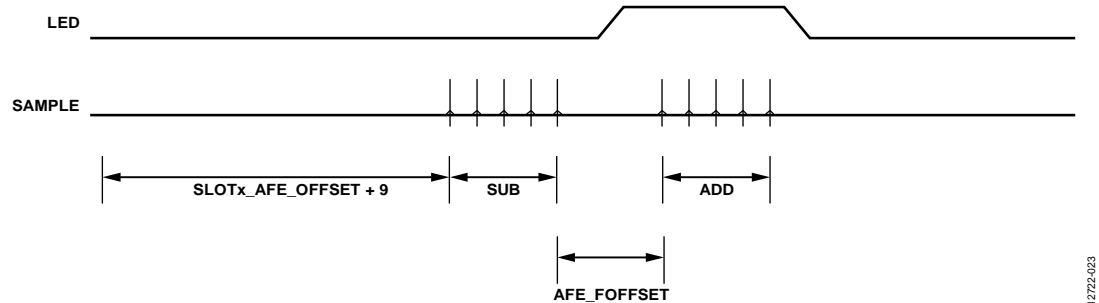 LED
SAMPLE
SLOTx_AFE_OFFSET + 9
SUB
ADD
AFE_FOFFSET
12722-023